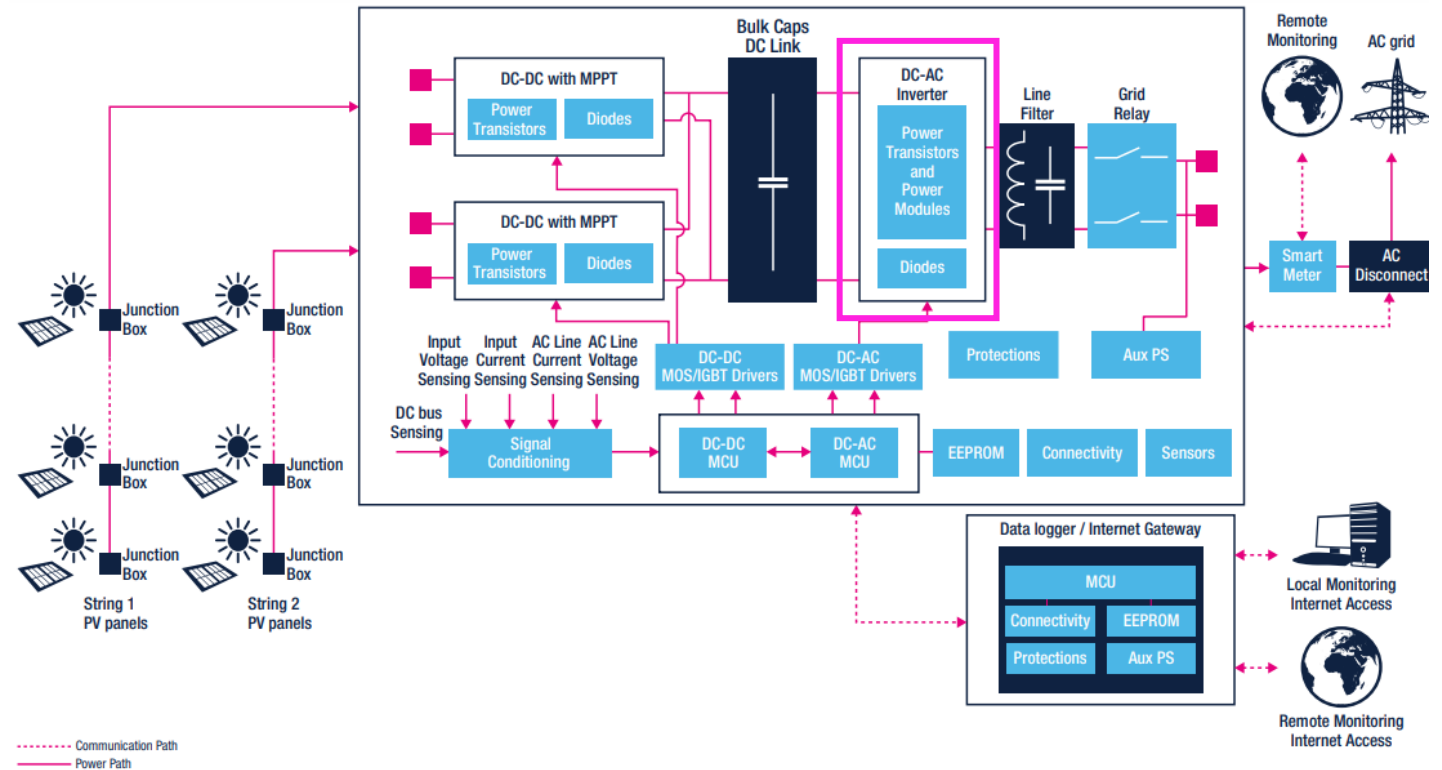 Remote
Monitoring
AC grid
Bulk Caps
DC Link
DC-DC with MPPT
Power
Transistors
Diodes
DC-AC
Inverter
Power
Transistors
and
Power
Modules
Diodes
Line
Filter
Grid
Relay
DC-DC with MPPT
Power
Transistors
Diodes
Smart
Meter
AC
Disconnect
Junction
Box
Junction
Box
Input
Voltage
Sensing
Input
Current
Sensing
AC Line
Current
Sensing
AC Line
Voltage
Sensing
DC-DC
MOS/IGBT Drivers
DC-AC
MOS/IGBT Drivers
Protections
Aux PS
DC bus
Sensing
Signal
Conditioning
DC-DC
MCU
DC-AC
MCU
EEPROM
Connectivity
Sensors
Junction
Box
Junction
Box
Junction
Box
Junction
Box
String 1
PV panels
String 2
PV panels
Data logger / Internet Gateway
MCU
Connectivity
EEPROM
Protections
Aux PS
Local Monitoring
Internet Access
Remote Monitoring
Internet Access
Communication Path
Power Path